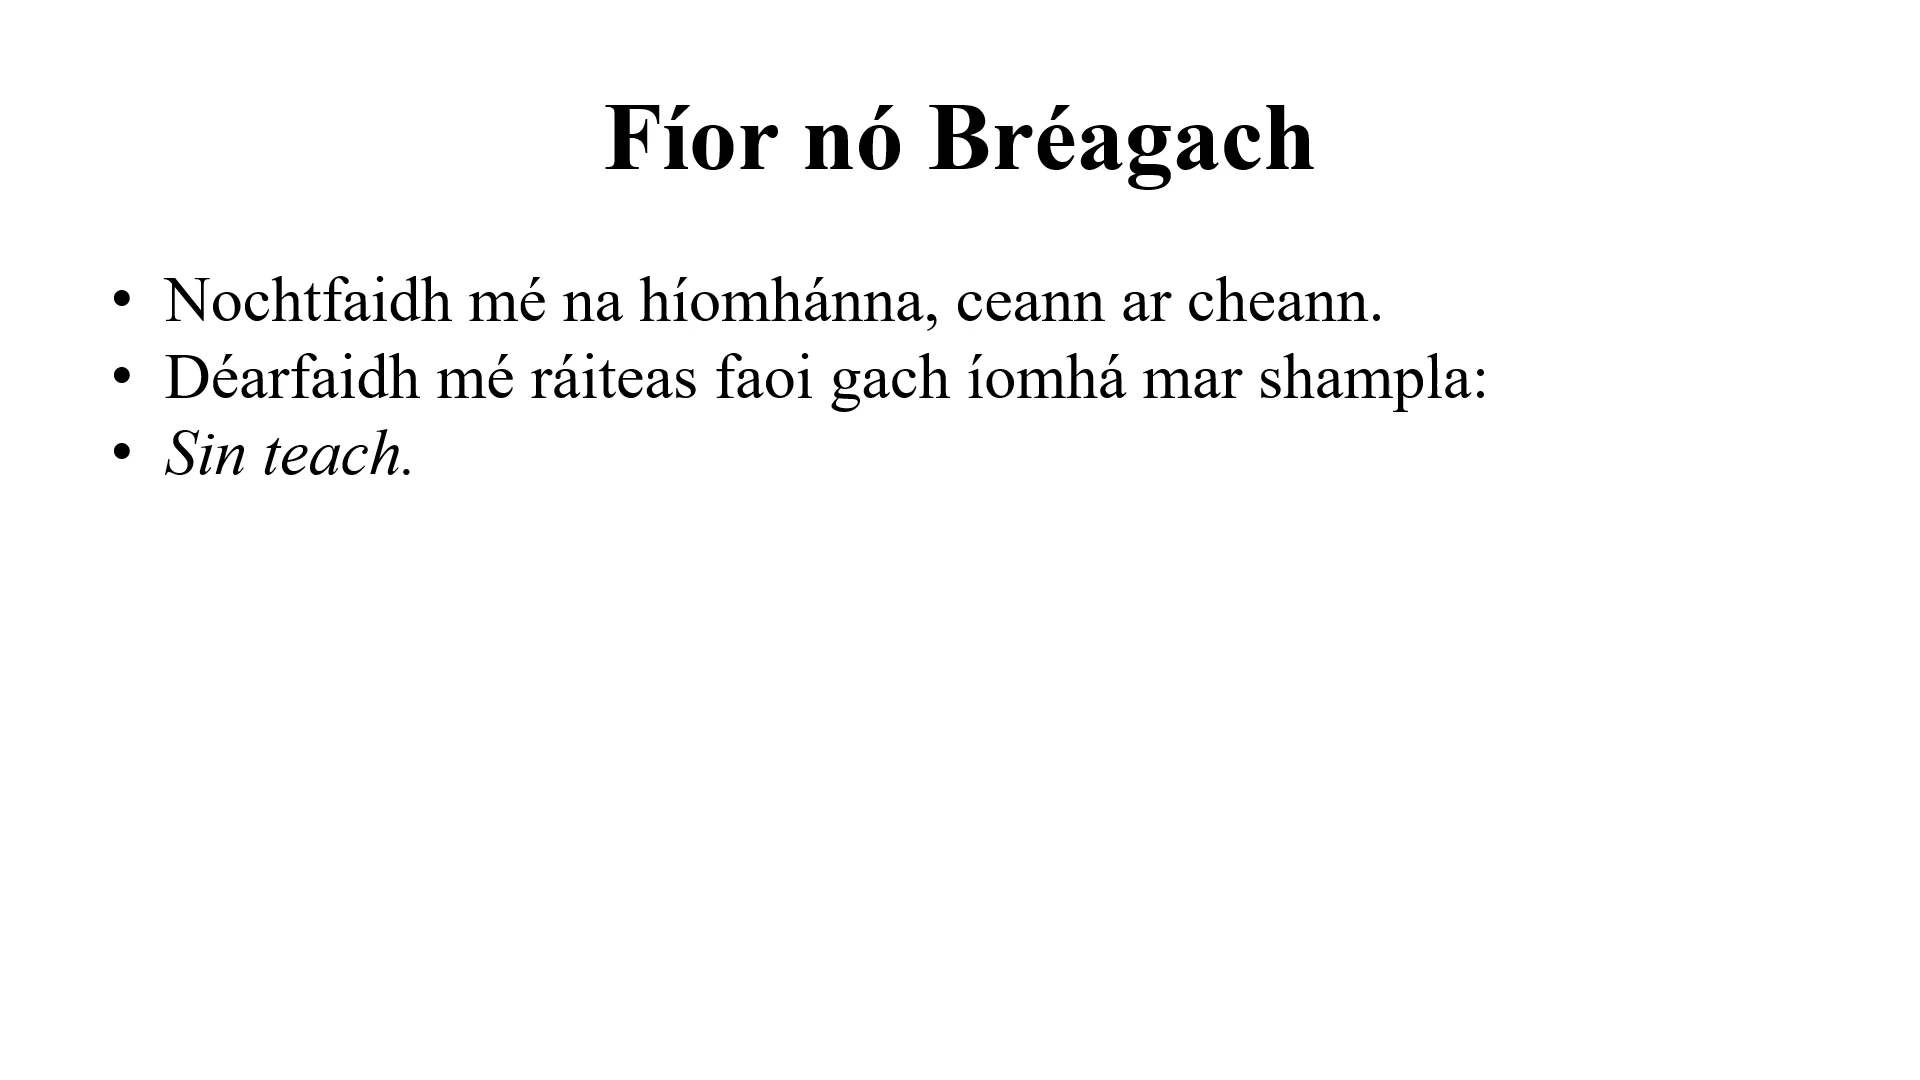 Fíor nó Bréagach
• Nochtfaidh mé na híomhánna, ceann ar cheann.
• Déarfaidh mé ráiteas faoi gach íomhá mar shampla:
• Sin teach.